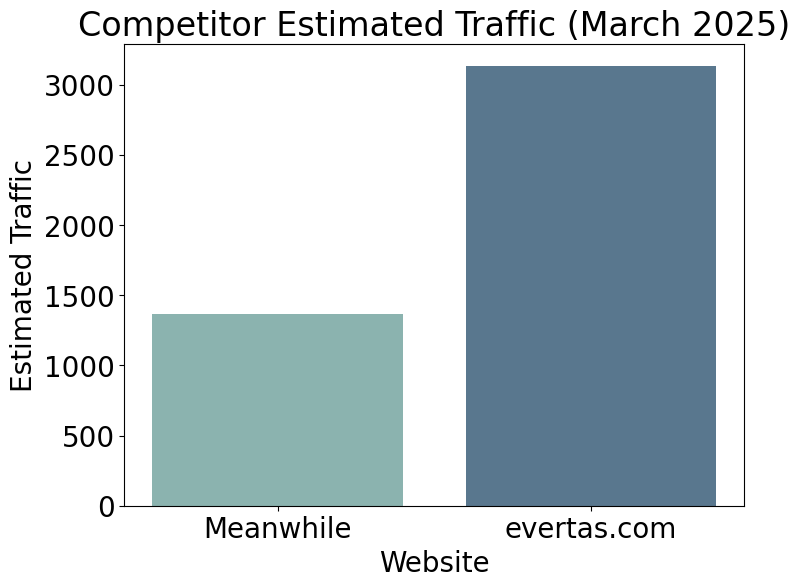 Competitor Estimated Traffic (March 2025)
Estimated Traffic
3000
2500
2000
1500
1000
500
0
Meanwhile
evertas.com
Website